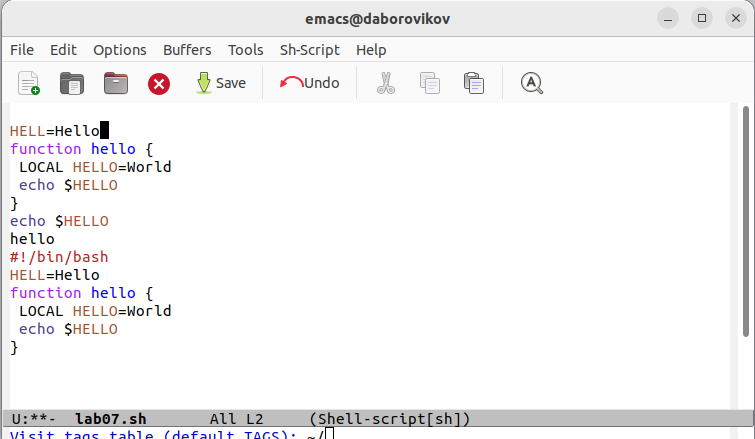 emacs@daborovikov
File Edit Options Buffers Tools Sh-Script Help
Save Undo
HELL=Hello
function hello {
 LOCAL HELLO=World
 echo $HELLO
}
echo $HELLO
hello
#!/bin/bash
HELL=Hello
function hello {
 LOCAL HELLO=World
 echo $HELLO
}
U:**- lab07.sh All L2 (Shell-script[sh])
Visit tags table (default TAGS): ~/